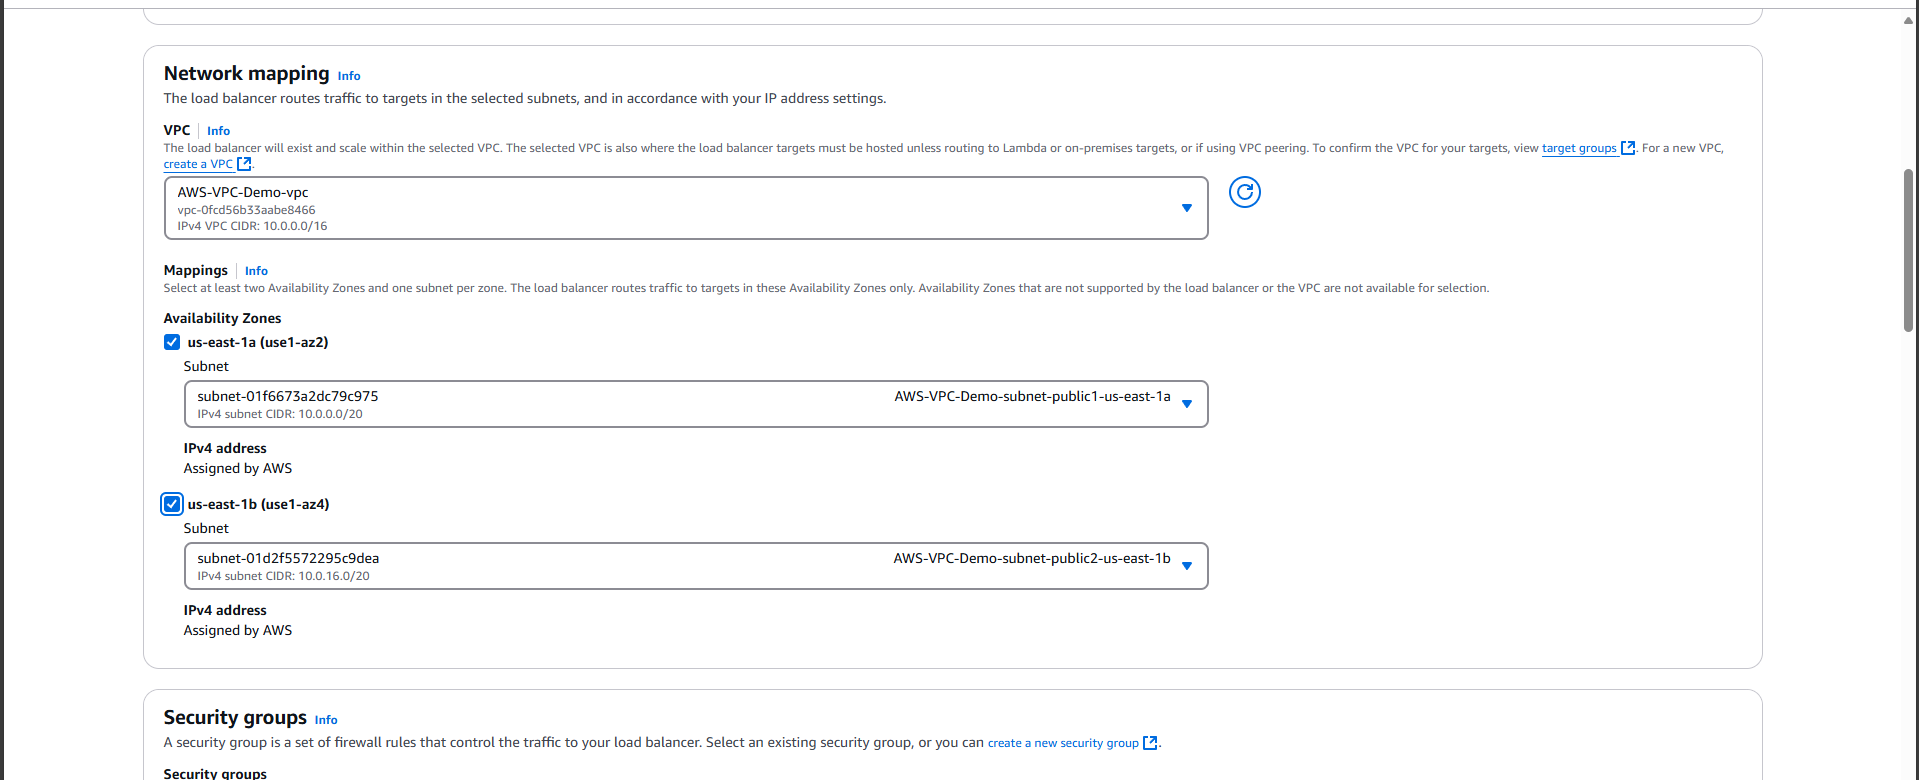 Network mapping Info
The load balancer routes traffic to targets in the selected subnets, and in accordance with your IP address settings.
VPC Info
The load balancer will exist and scale within the selected VPC. The selected VPC is also where the load balancer targets must be hosted unless routing to Lambda or on-premises targets, or if using VPC peering. To confirm the VPC for your targets, view target groups. For a new VPC,
create a VPC.
AWS-VPC-Demo-vpc
vpc-0fcd56b33aabe8466
IPv4 VPC CIDR: 10.0.0.0/16
Mappings Info
Select at least two Availability Zones and one subnet per zone. The load balancer routes traffic to targets in these Availability Zones only. Availability Zones that are not supported by the load balancer or the VPC are not available for selection.
Availability Zones
us-east-1a (use1-az2)
Subnet
subnet-01f6673a2dc79c975 AWS-VPC-Demo-subnet-public1-us-east-1a
IPv4 subnet CIDR: 10.0.0.0/20
IPv4 address
Assigned by AWS
us-east-1b (use1-az4)
Subnet
subnet-01d2f5572295c9dea AWS-VPC-Demo-subnet-public2-us-east-1b
IPv4 subnet CIDR: 10.0.16.0/20
IPv4 address
Assigned by AWS
Security groups Info
A security group is a set of firewall rules that control the traffic to your load balancer. Select an existing security group, or you can create a new security group.
Security groups